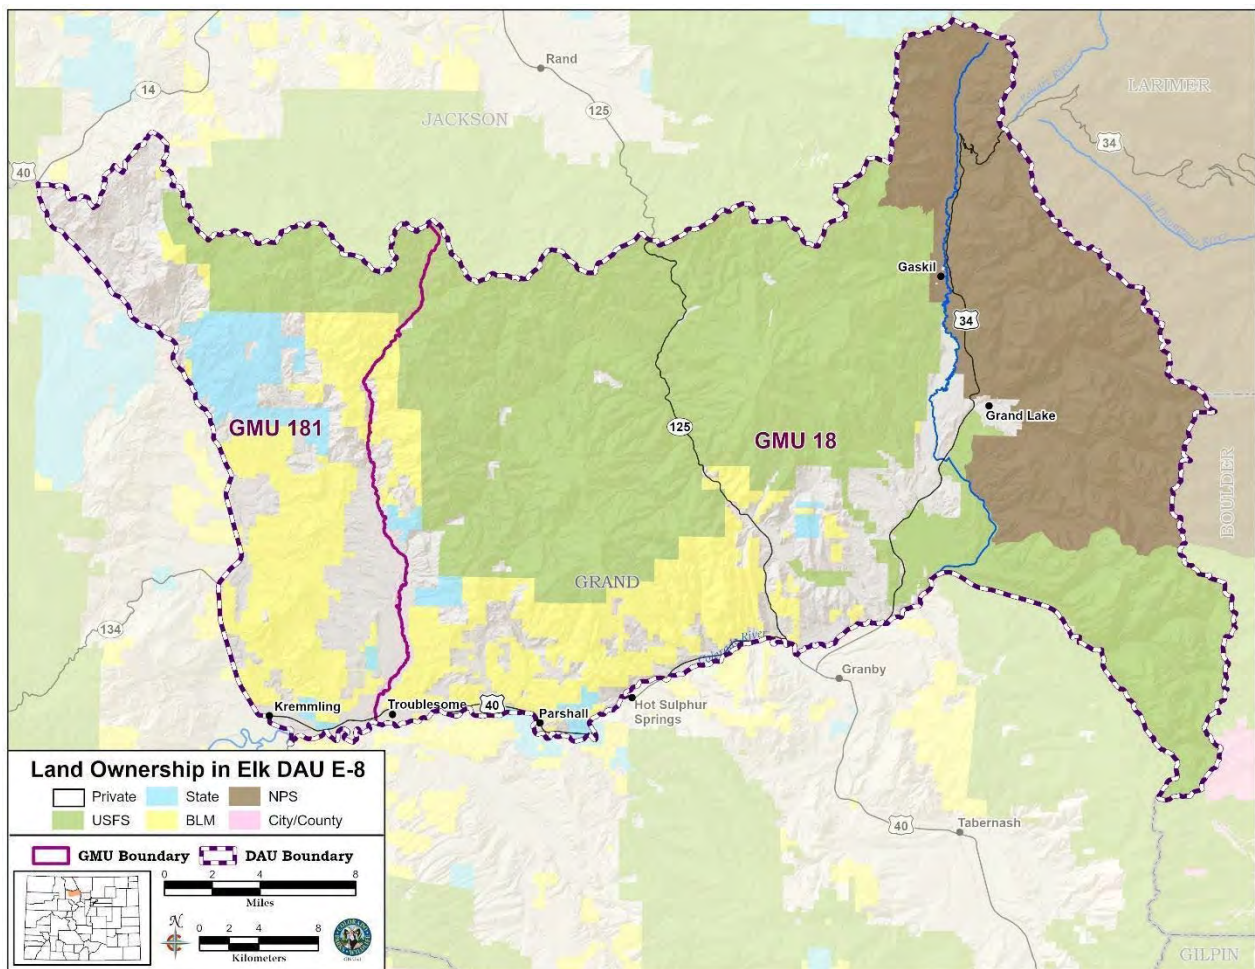 Rand
14
125
JACKSON
LARIMER
34
40
Gaskil
34
Grand Lake
GMU 181
125
GMU 18
BOULDER
GRAND
134
River
Granby
Kremmling
Troublesome
40
Parshall
Hot Sulphur
Springs
Land Ownership in Elk DAU E-8
Private
State
NPS
USFS
BLM
City/County
GMU Boundary
DAU Boundary
0 2 4 8
Miles
N
0 2 4 8
Kilometers
40
Tabernash
GILPIN